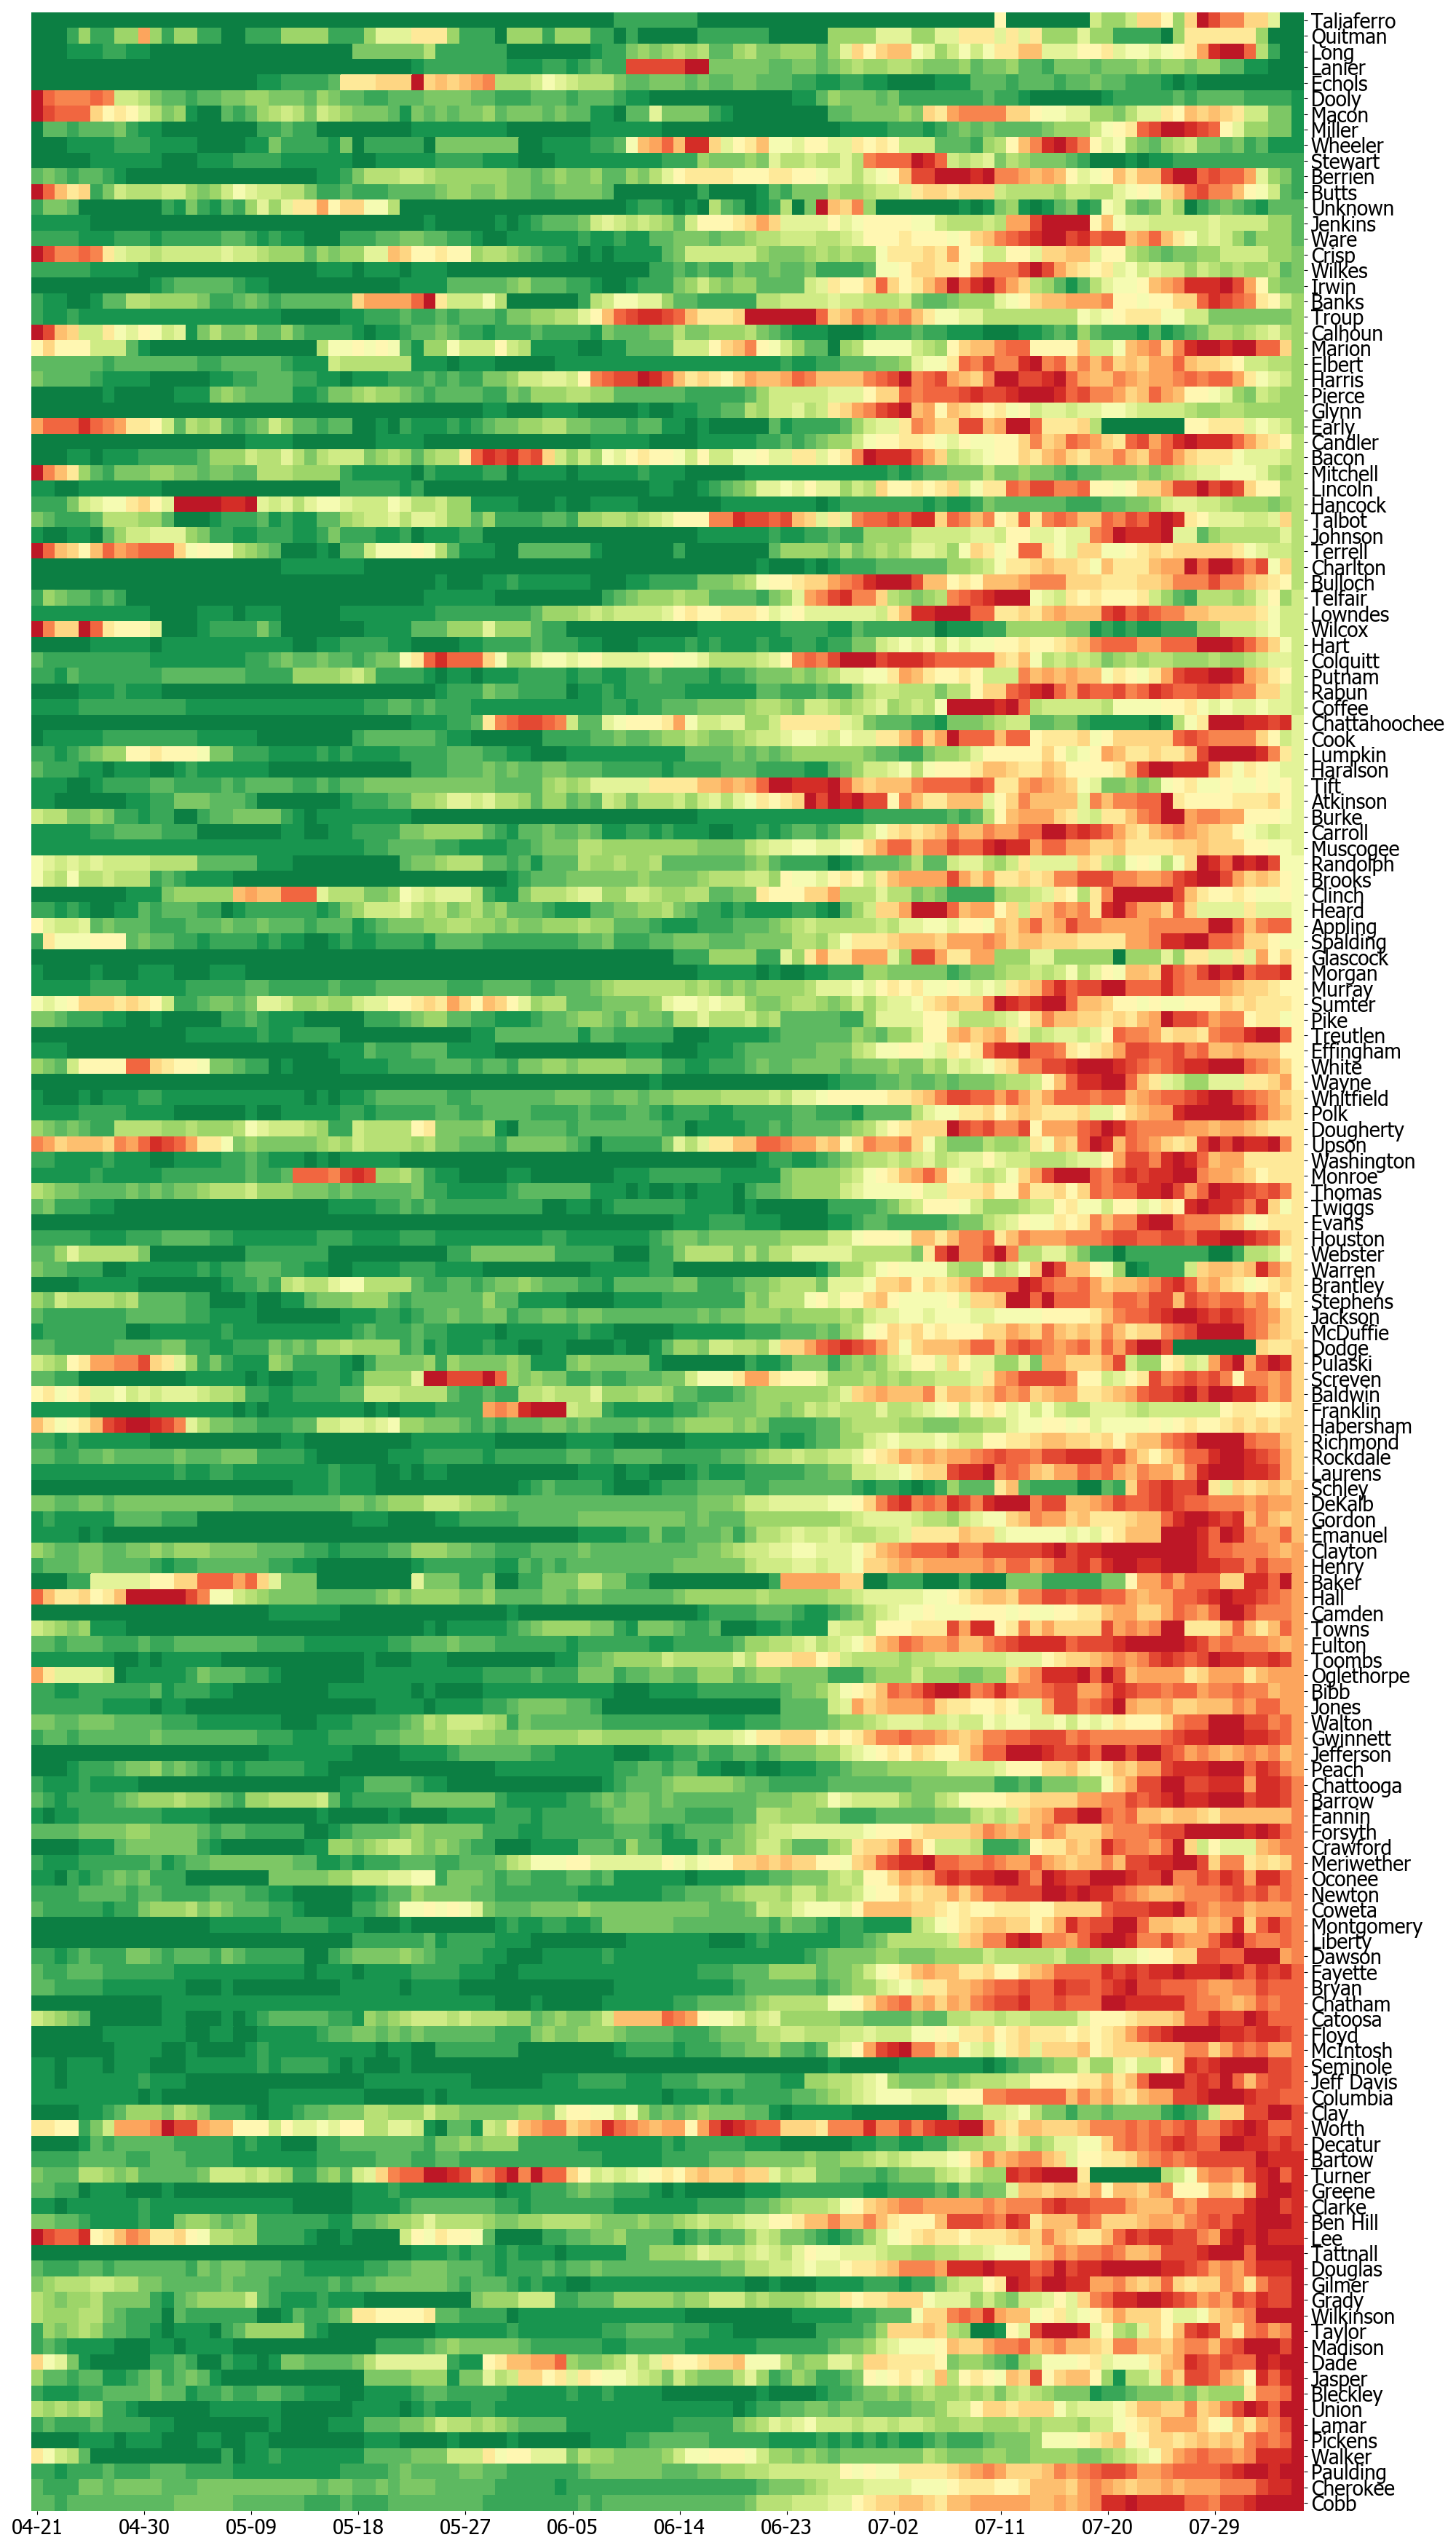 Taliaferro
Quitman
Long
Lanier
Echols
Dooly
Macon
Miller
Wheeler
Stewart
Berrien
Butts
Unknown
Jenkins
Ware
Crisp
Wilkes
Irwin
Banks
Troup
Calhoun
Marion
Elbert
Harris
Pierce
Glynn
Early
Candler
Bacon
Mitchell
Lincoln
Hancock
Talbot
Johnson
Terrell
Charlton
Bulloch
Telfair
Lowndes
Wilcox
Hart
Colquitt
Putnam
Rabun
Coffee
Chattahoochee
Cook
Lumpkin
Haralson
Tift
Atkinson
Burke
Carroll
Muscogee
Randolph
Brooks
Clinch
Heard
Appling
Spalding
Glascock
Morgan
Murray
Sumter
Pike
Treutlen
Effingham
White
Wayne
Whitfield
Polk
Dougherty
Upson
Washington
Monroe
Thomas
Twiggs
Evans
Houston
Webster
Warren
Brantley
Stephens
Jackson
McDuffie
Dodge
Pulaski
Screven
Baldwin
Franklin
Habersham
Richmond
Rockdale
Laurens
Schley
DeKalb
Gordon
Emanuel
Clayton
Henry
Baker
Hall
Camden
Towns
Fulton
Toombs
Oglethorpe
Bibb
Jones
Walton
Gwinnett
Jefferson
Peach
Chattooga
Barrow
Fannin
Forsyth
Crawford
Meriwether
Oconee
Newton
Coweta
Montgomery
Liberty
Dawson
Fayette
Bryan
Chatham
Catoosa
Floyd
McIntosh
Seminole
Jeff Davis
Columbia
Clay
Worth
Decatur
Bartow
Turner
Greene
Clarke
Ben Hill
Lee
Tattnall
Douglas
Gilmer
Grady
Wilkinson
Taylor
Madison
Dade
Jasper
Bleckley
Union
Lamar
Pickens
Walker
Paulding
Cherokee
Cobb
04-21 04-30 05-09 05-18 05-27 06-05 06-14 06-23 07-02 07-11 07-20 07-29